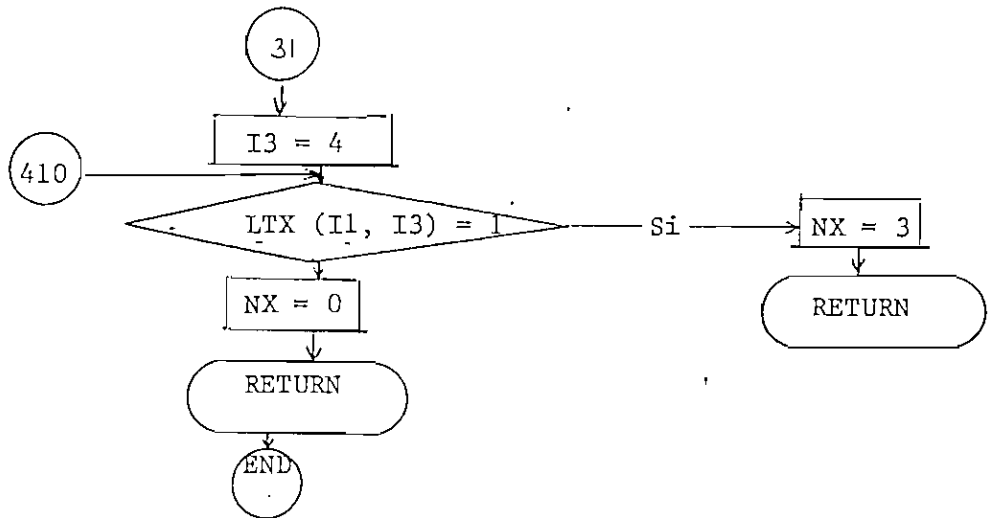 31
I3 = 4
410
LTX (I1, I3) = 1
Si
NX = 3
NX = 0
RETURN
RETURN
END